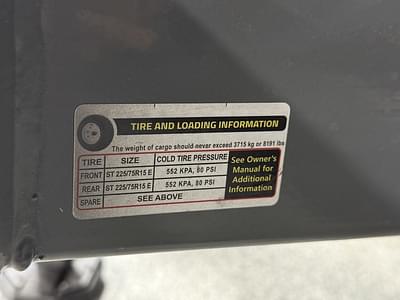 TIRE AND LOADING INFORMATION
The weight of cargo should never exceed 3715 kg or 8191 lbs
TIRE SIZE COLD TIRE PRESSURE
FRONT ST 225/75R15 E 552 KPA, 80 PSI
REAR ST 225/75R15 E 552 KPA, 80 PSI
SPARE SEE ABOVE
See Owner's
Manual for
Additional
Information